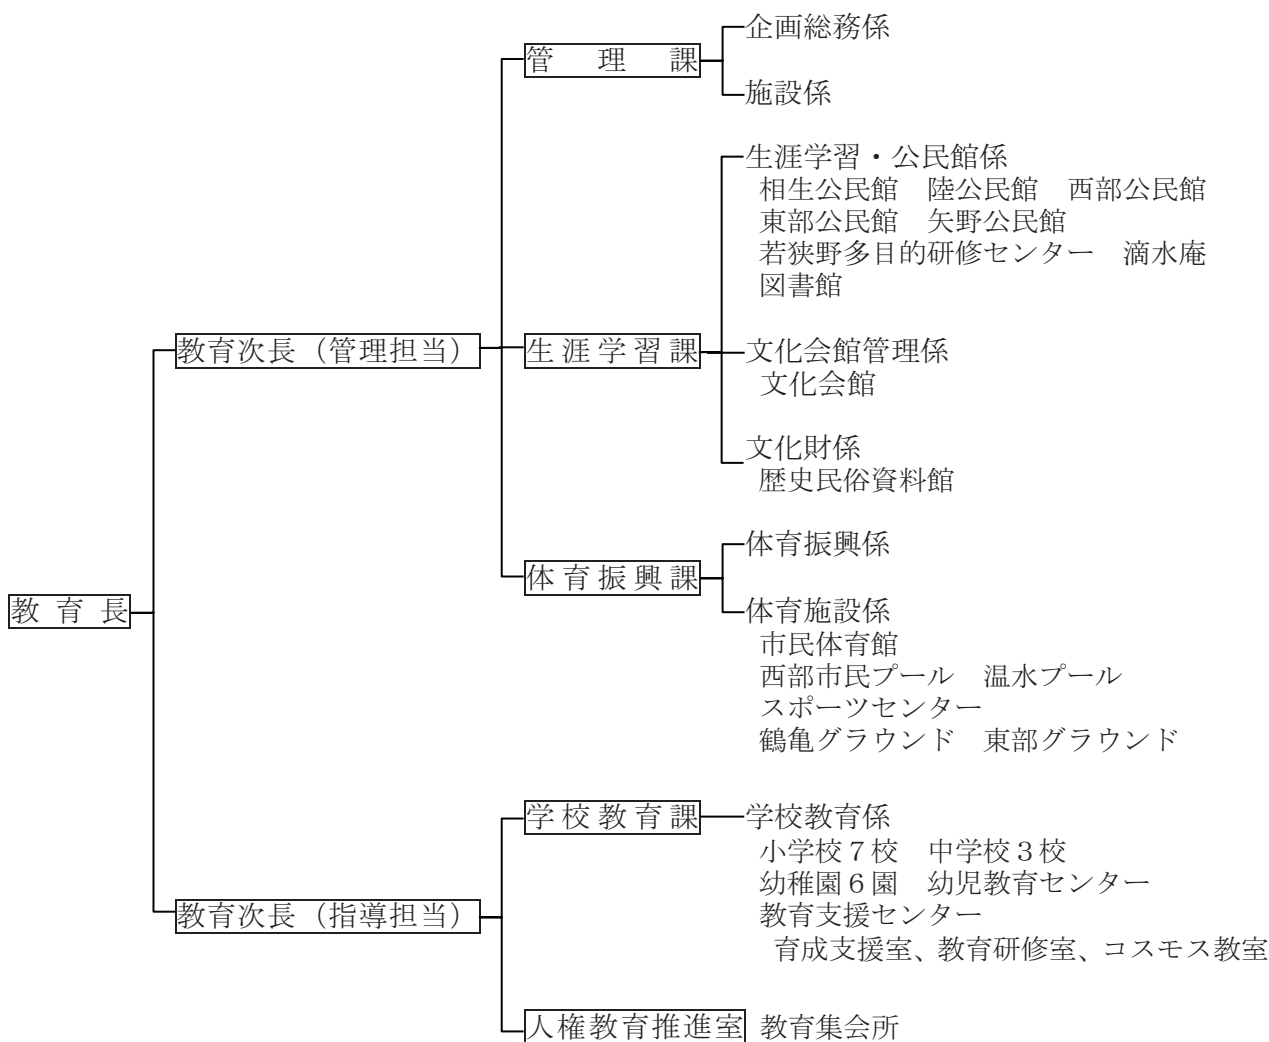 企画総務係
管理課
施設係
生涯学習・公民館係
相生公民館　陸公民館　西部公民館
東部公民館　矢野公民館
若狭野多目的研修センター　滴水庵
図書館
教育次長（管理担当）
生涯学習課
文化会館管理係
文化会館
文化財係
歴史民俗資料館
体育振興係
体育振興課
教育長
体育施設係
市民体育館
西部市民プール　温水プール
スポーツセンター
鶴亀グラウンド　東部グラウンド
学校教育課
学校教育係
小学校７校　中学校３校
幼稚園６園　幼児教育センター
教育次長（指導担当）
教育支援センター
育成支援室、教育研修室、コスモス教室
人権教育推進室
教育集会所